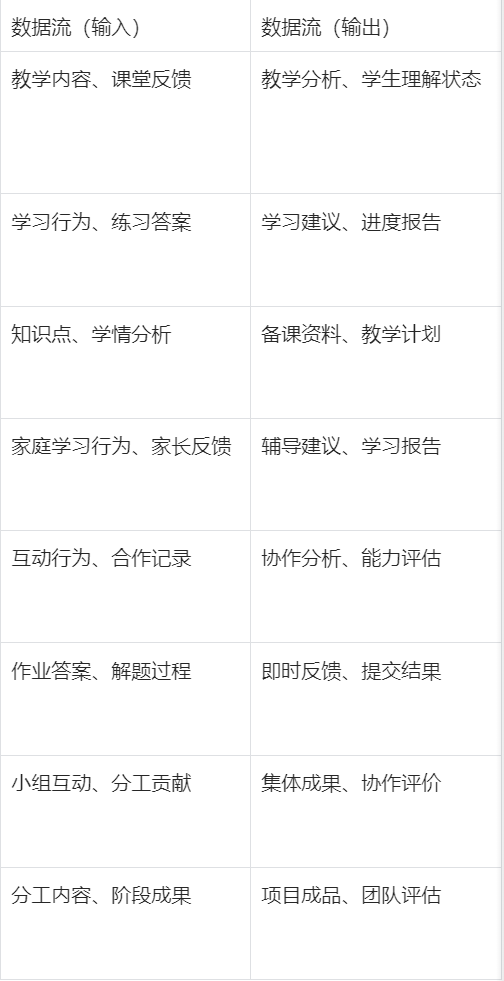 数据流（输入） 数据流（输出）
教学内容、课堂反馈 教学分析、学生理解状态
学习行为、练习答案 学习建议、进度报告
知识点、学情分析 备课资料、教学计划
家庭学习行为、家长反馈 辅导建议、学习报告
互动行为、合作记录 协作分析、能力评估
作业答案、解题过程 即时反馈、提交结果
小组互动、分工贡献 集体成果、协作评价
分工内容、阶段成果 项目成品、团队评估